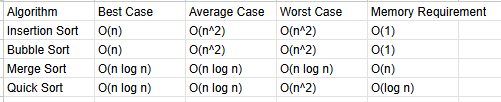 Algorithm Best Case Average Case Worst Case Memory Requirement
Insertion Sort O(n) O(n^2) O(n^2) O(1)
Bubble Sort O(n) O(n^2) O(n^2) O(1)
Merge Sort O(n log n) O(n log n) O(n log n) O(n)
Quick Sort O(n log n) O(n log n) O(n^2) O(log n)